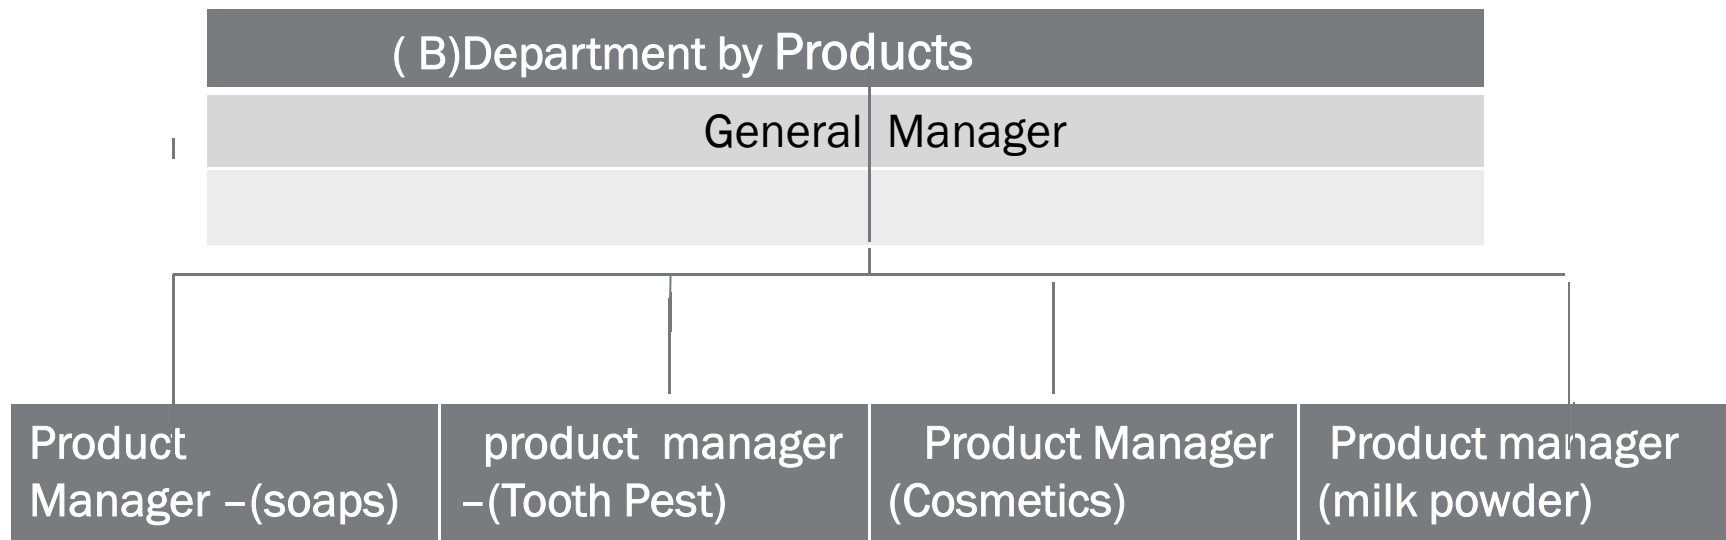 ( B)Department by Products
General Manager
Product
Manager –(soaps)
product manager
–(Tooth Pest)
Product Manager
(Cosmetics)
Product manager
(milk powder)